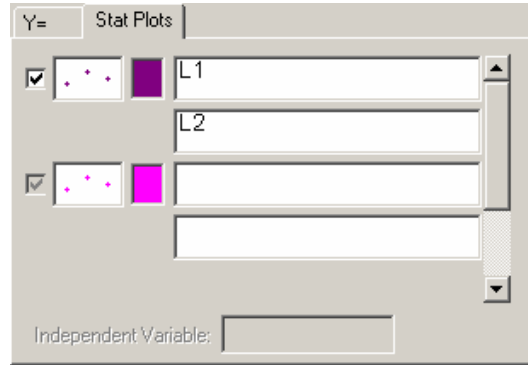 Y= Stat Plots
L1
L2
Independent Variable: